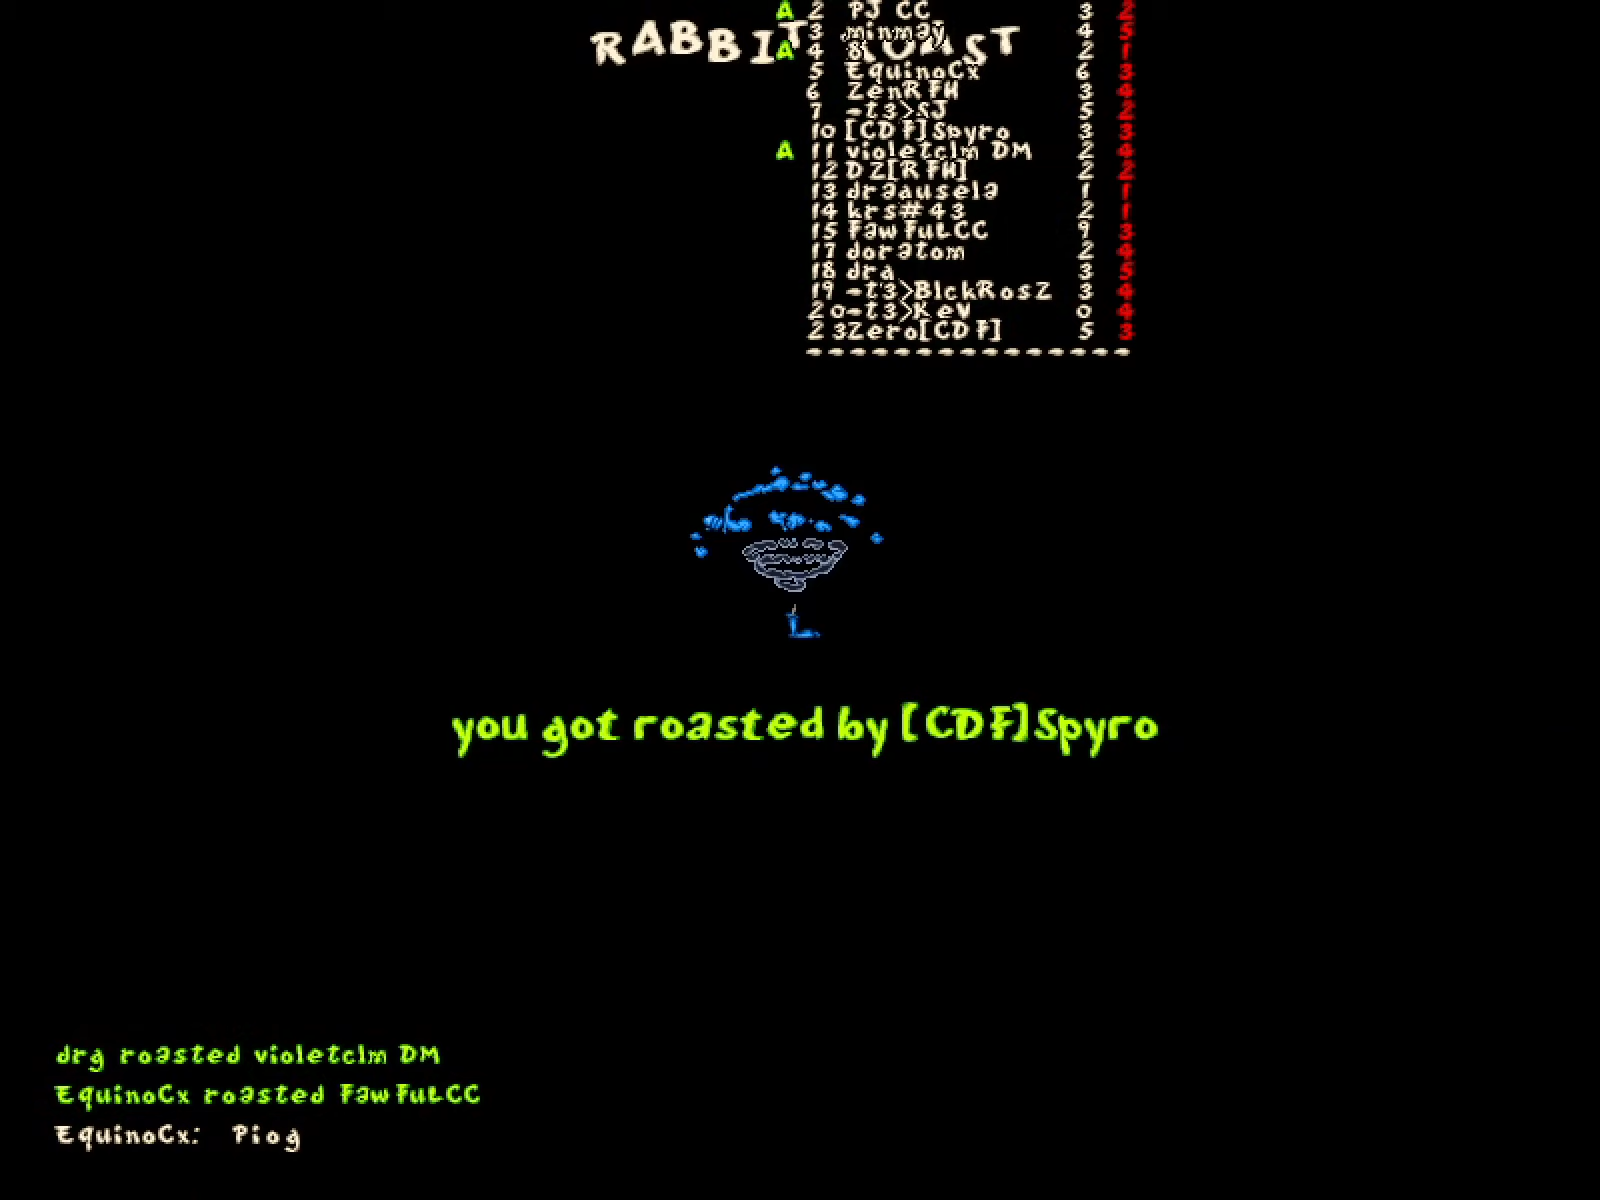 RABBIT ROAST
A 2 PJ CC 3 2
3 minmay 4 5
A 4 8( 2 1
5 EquinoCx 6 3
6 ZenRFH 3 4
7 -t3>SJ 5 2
10 [CDF]Spyro 3 3
A 11 violetclm DM 2 4
12 DZ[RFH] 2 2
13 draausela 1 1
14 krs#43 2 1
15 FawFuLCC 9 3
17 doratom 2 4
18 drg 3 5
19 -t3>BlckRosZ 3 4
20 -t3>KeV 0 4
23 Zero[CDF] 5 3
----------------
you got roasted by [CDF]Spyro
drg roasted violetclm DM
EquinoCx roasted FawFuLCC
EquinoCx: Piog